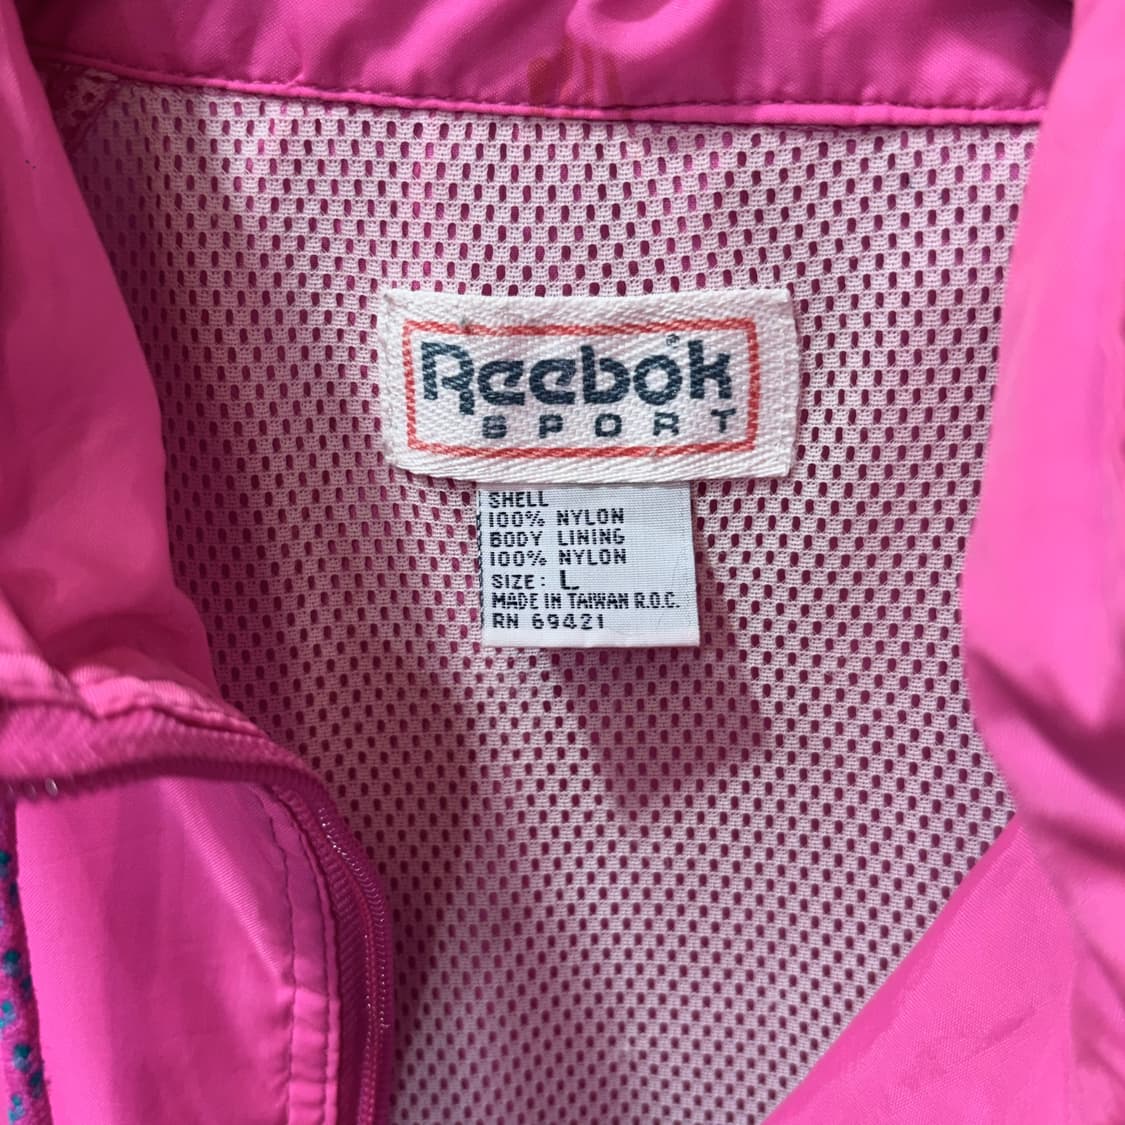 Reebok®
SPORT
SHELL
100% NYLON
BODY LINING
100% NYLON
SIZE: L
MADE IN TAIWAN R.O.C.
RN 69421